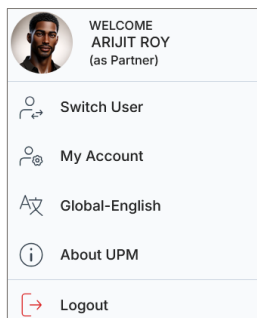 WELCOME
ARIJIT ROY
(as Partner)
Switch User
My Account
Global-English
About UPM
Logout